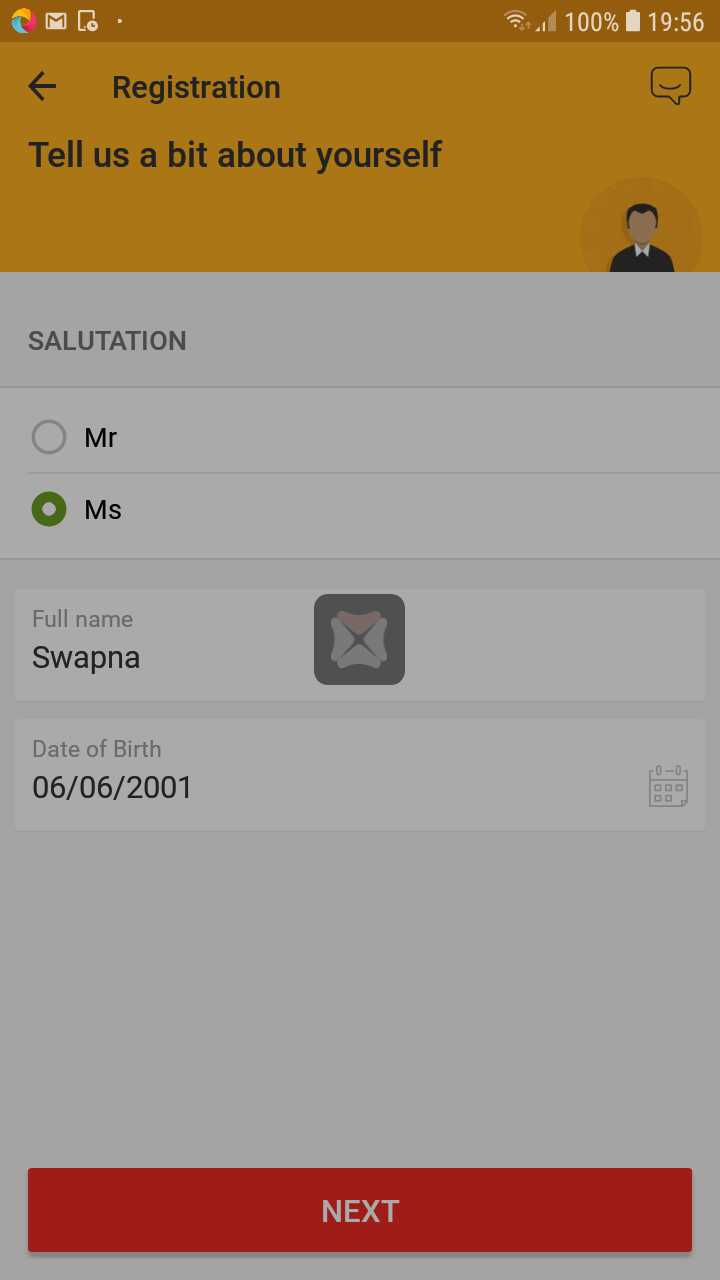 100% 19:56
Registration
Tell us a bit about yourself
SALUTATION
Mr
Ms
Full name
Swapna
Date of Birth
06/06/2001
NEXT